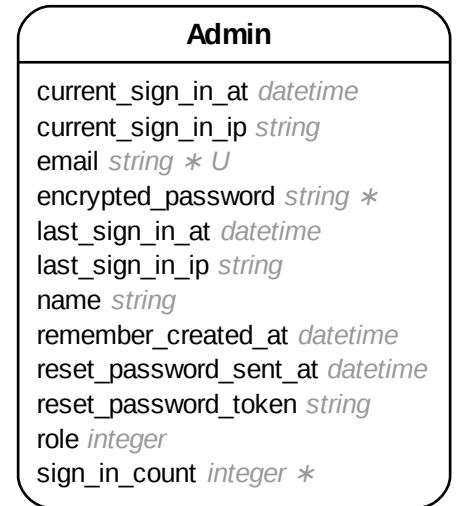 Admin
current_sign_in_at datetime
current_sign_in_ip string
email string ∗ U
encrypted_password string ∗
last_sign_in_at datetime
last_sign_in_ip string
name string
remember_created_at datetime
reset_password_sent_at datetime
reset_password_token string
role integer
sign_in_count integer ∗